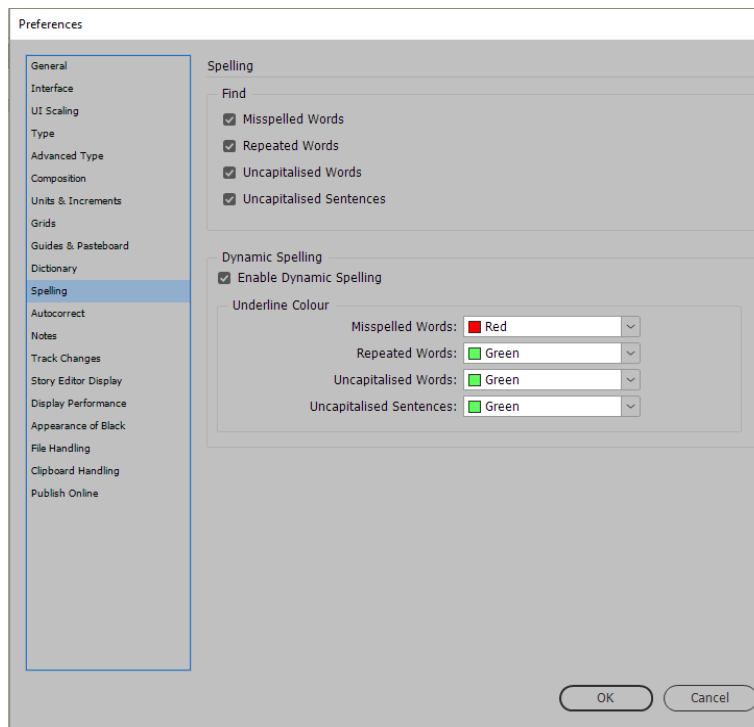 Preferences
General
Interface
UI Scaling
Type
Advanced Type
Composition
Units & Increments
Grids
Guides & Pasteboard
Dictionary
Spelling
Autocorrect
Notes
Track Changes
Story Editor Display
Display Performance
Appearance of Black
File Handling
Clipboard Handling
Publish Online
Spelling
Find
Misspelled Words
Repeated Words
Uncapitalised Words
Uncapitalised Sentences
Dynamic Spelling
Enable Dynamic Spelling
Underline Colour
Misspelled Words: Red
Repeated Words: Green
Uncapitalised Words: Green
Uncapitalised Sentences: Green
OK Cancel